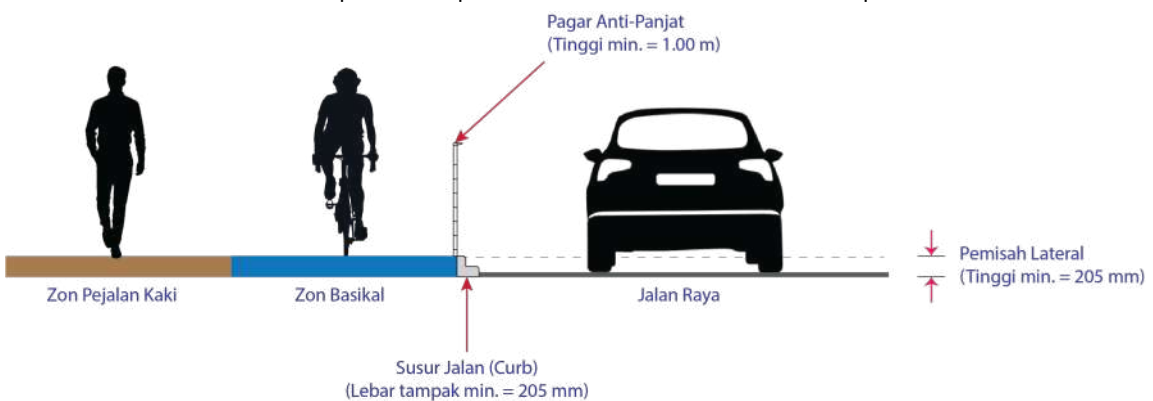 Pagar Anti-Panjat
(Tinggi min. = 1.00 m)
Pemisah Lateral
(Tinggi min. = 205 mm)
Zon Pejalan Kaki
Zon Basikal
Jalan Raya
Susur Jalan (Curb)
(Lebar tampak min. = 205 mm)